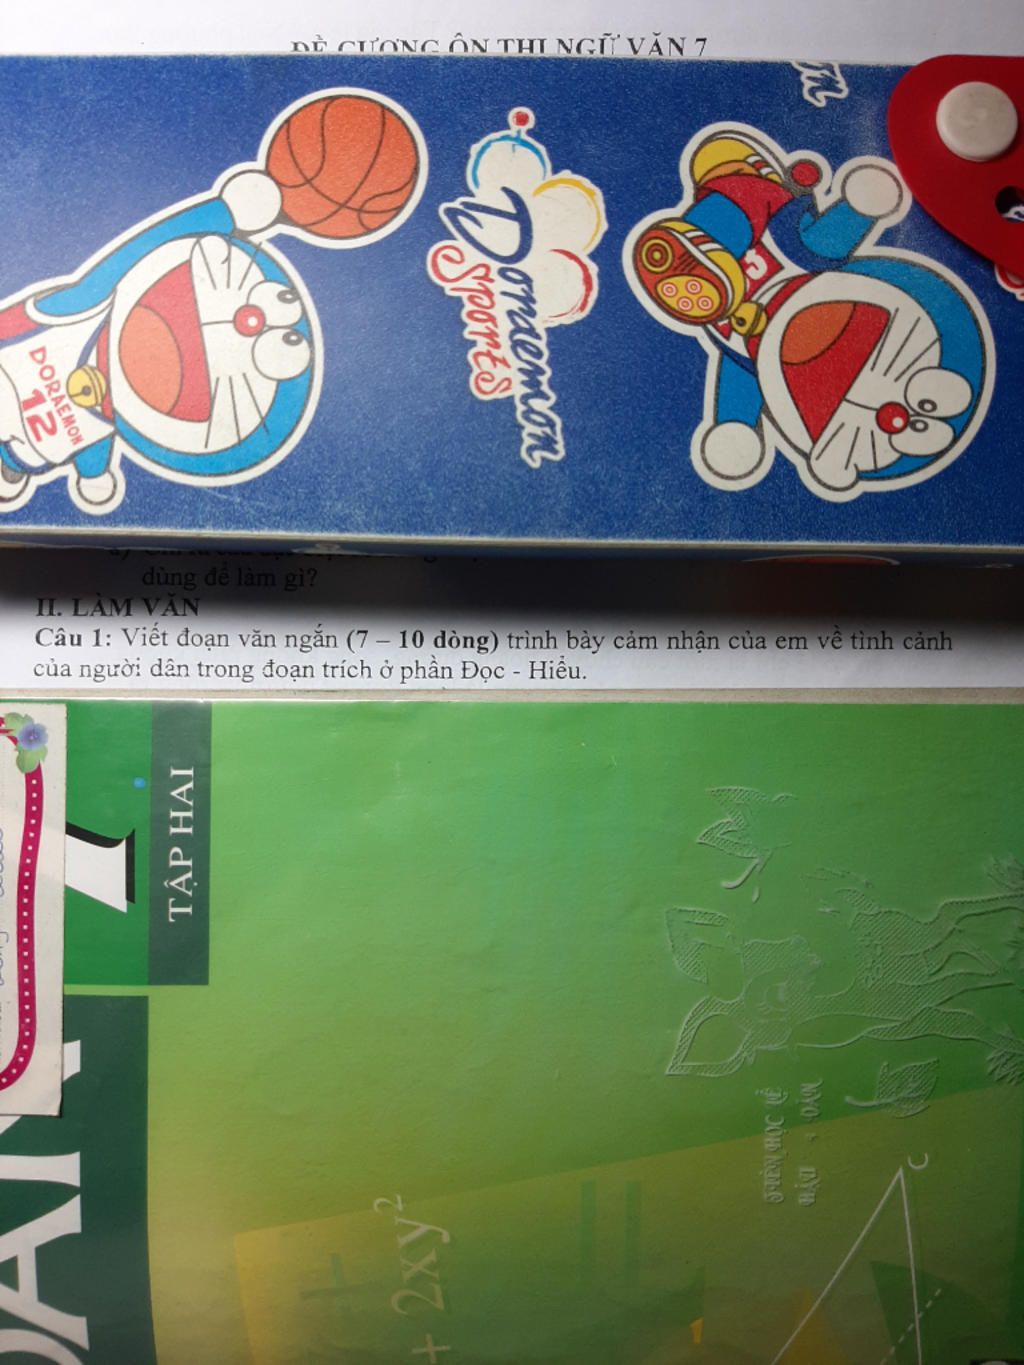 ĐỀ CƯƠNG ÔN THI NGỮ VĂN 7
DORAEMON
12
Doraemon
Sports
dùng để làm gì?
II. LÀM VĂN
Câu 1: Viết đoạn văn ngắn (7 – 10 dòng) trình bày cảm nhận của em về tình cảnh
của người dân trong đoạn trích ở phần Đọc - Hiểu.
7
TẬP HAI
+ 2xy²
C